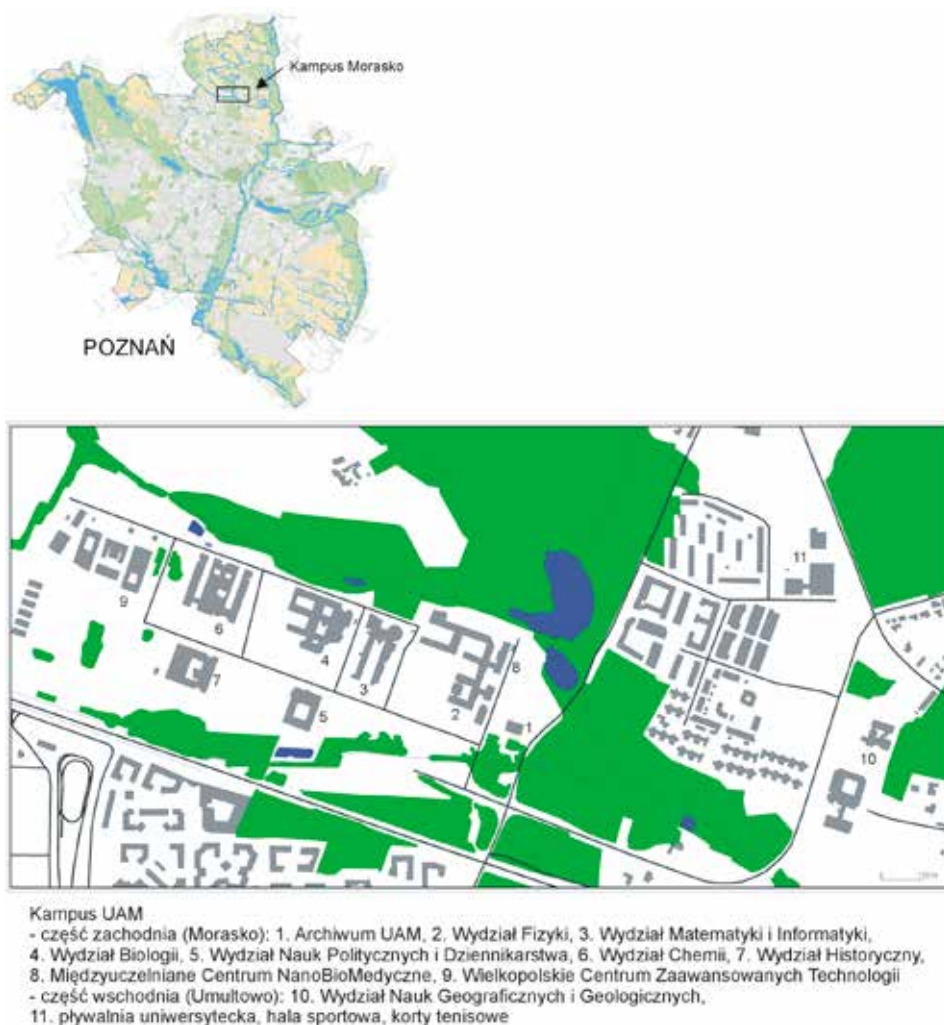 Kampus Morasko
POZNAŃ
11
9
6
4
3
8
7
5
2
1
10
Kampus UAM
- część zachodnia (Morasko): 1. Archiwum UAM, 2. Wydział Fizyki, 3. Wydział Matematyki i Informatyki,
4. Wydział Biologii, 5. Wydział Nauk Politycznych i Dziennikarstwa, 6. Wydział Chemii, 7. Wydział Historyczny,
8. Międzyuczelniane Centrum NanoBioMedyczne, 9. Wielkopolskie Centrum Zaawansowanych Technologii
- część wschodnia (Umultowo): 10. Wydział Nauk Geograficznych i Geologicznych,
11. pływalnia uniwersytecka, hala sportowa, korty tenisowe